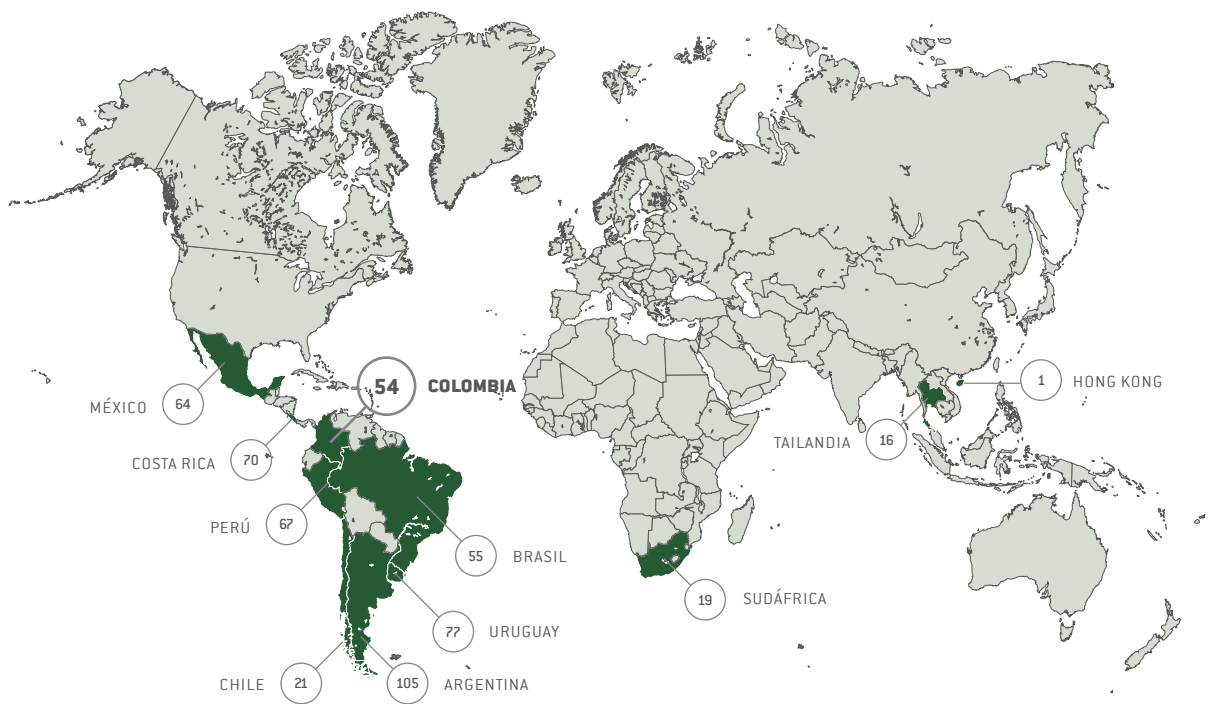 54 COLOMBIA
1 HONG KONG
MÉXICO 64
TAILANDIA 16
COSTA RICA 70
PERÚ 67
55 BRASIL
19 SUDÁFRICA
77 URUGUAY
CHILE 21
105 ARGENTINA